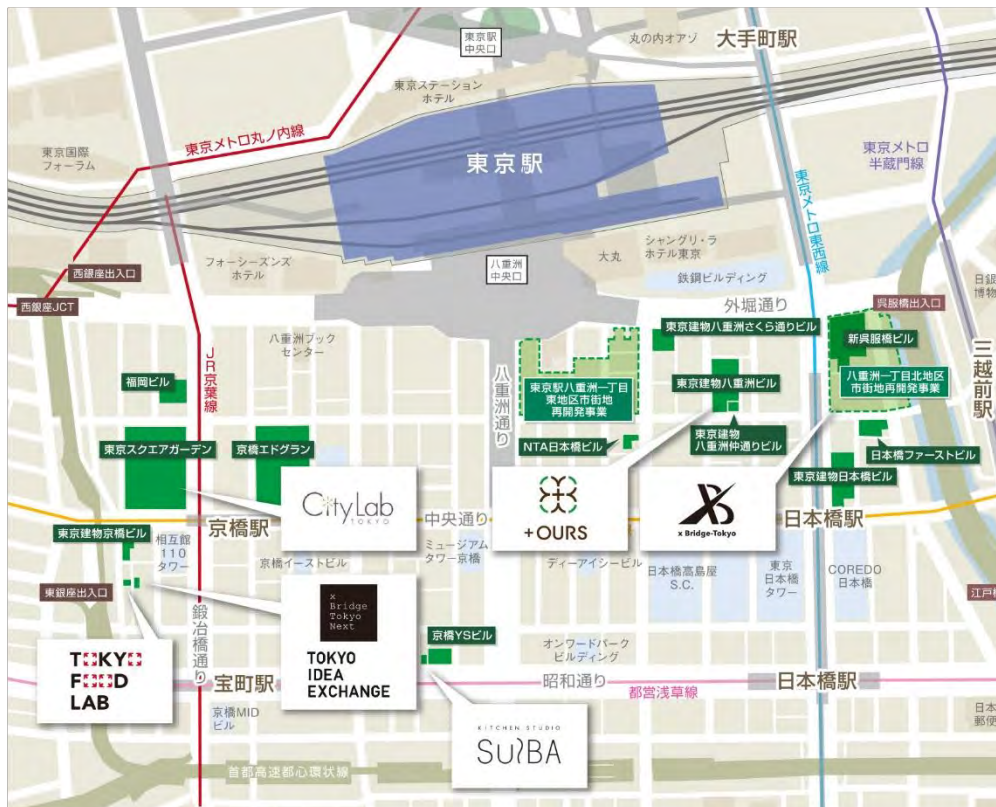 東京駅
中央口
丸の内オアゾ
大手町駅
東京ステーション
ホテル
東京メトロ丸ノ内線
東京国際
フォーラム
東京駅
東京メトロ
半蔵門線
東京メトロ東西線
フォーシーズンズ
ホテル
八重洲
中央口
大丸
シャングリ・ラ
ホテル東京
鉄鋼ビルディング
西銀座出入口
西銀座JCT
外堀通り
呉服橋出入口
日銀
博物
三越前駅
八重洲ブック
センター
JR京葉線
八重洲通り
東京建物八重洲さくら通りビル
新呉服橋ビル
福岡ビル
東京駅八重洲一丁目
東地区市街地
再開発事業
東京建物八重洲ビル
八重洲一丁目北地区
市街地再開発事業
東京スクエアガーデン
京橋エドグラン
NTA日本橋ビル
東京建物
八重洲仲通りビル
日本橋ファーストビル
東京建物日本橋ビル
CityLab
TOKYO
+OURS
x Bridge-Tokyo
京橋駅
中央通り
日本橋駅
東京建物京橋ビル
相互館
110
タワー
京橋イーストビル
ミュージアム
タワー京橋
ディーアイシービル
日本橋高島屋
S.C.
東京
日本橋
タワー
COREDO
日本橋
東銀座出入口
江戸橋
鍛冶橋通り
x
Bridge
Tokyo
Next
TOKYO
IDEA
EXCHANGE
京橋YSビル
オンワードパーク
ビルディング
TOKYO
FOOD
LAB
宝町駅
昭和通り
都営浅草線
日本橋駅
京橋MID
ビル
日本
郵便
KITCHEN STUDIO
SUIBA
首都高速都心環状線